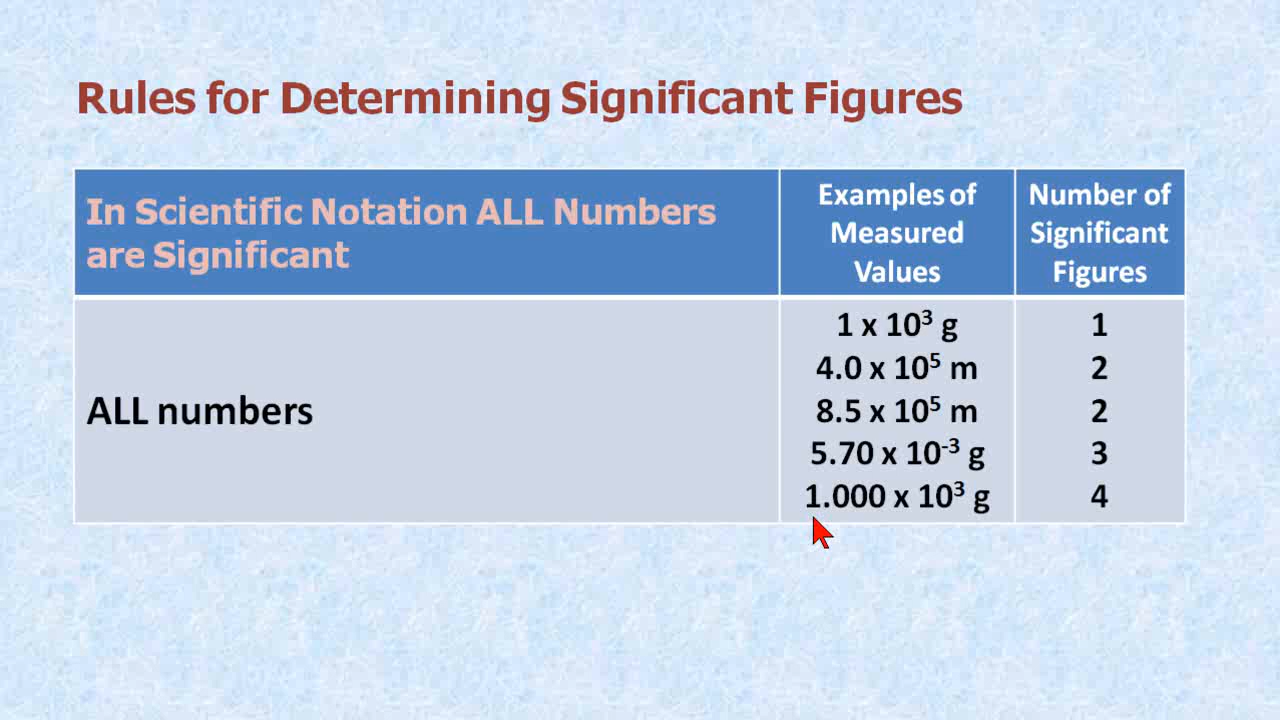 Rules for Determining Significant Figures
In Scientific Notation ALL Numbers
are Significant
Examples of
Measured
Values
Number of
Significant
Figures
ALL numbers
1 x 10³ g
1
4.0 x 10⁵ m
2
8.5 x 10⁵ m
2
5.70 x 10⁻³ g
3
1.000 x 10³ g
4